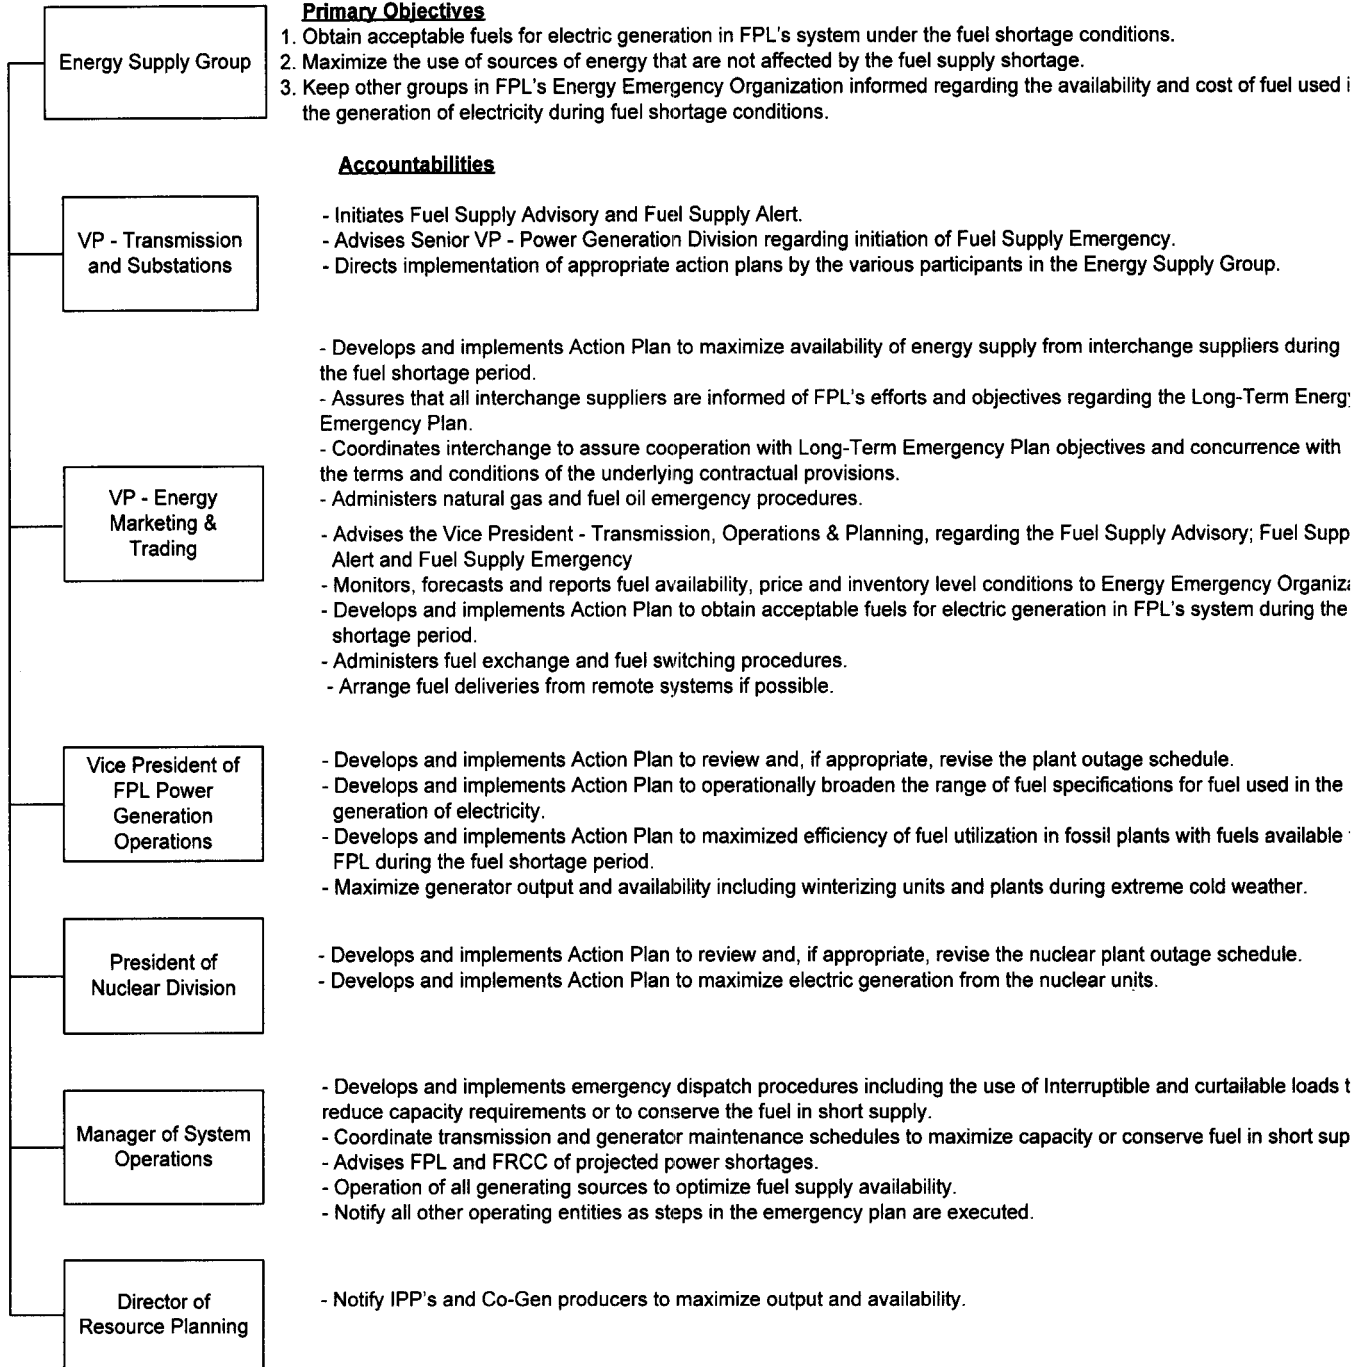 Primary Objectives
Energy Supply Group
1. Obtain acceptable fuels for electric generation in FPL's system under the fuel shortage conditions.
2. Maximize the use of sources of energy that are not affected by the fuel supply shortage.
3. Keep other groups in FPL's Energy Emergency Organization informed regarding the availability and cost of fuel used i
the generation of electricity during fuel shortage conditions.
Accountabilities
VP - Transmission
and Substations
- Initiates Fuel Supply Advisory and Fuel Supply Alert.
- Advises Senior VP - Power Generation Division regarding initiation of Fuel Supply Emergency.
- Directs implementation of appropriate action plans by the various participants in the Energy Supply Group.
VP - Energy
Marketing &
Trading
- Develops and implements Action Plan to maximize availability of energy supply from interchange suppliers during
the fuel shortage period.
- Assures that all interchange suppliers are informed of FPL's efforts and objectives regarding the Long-Term Energy
Emergency Plan.
- Coordinates interchange to assure cooperation with Long-Term Emergency Plan objectives and concurrence with
the terms and conditions of the underlying contractual provisions.
- Administers natural gas and fuel oil emergency procedures.
- Advises the Vice President - Transmission, Operations & Planning, regarding the Fuel Supply Advisory; Fuel Supp
Alert and Fuel Supply Emergency
- Monitors, forecasts and reports fuel availability, price and inventory level conditions to Energy Emergency Organiza
- Develops and implements Action Plan to obtain acceptable fuels for electric generation in FPL's system during the
shortage period.
- Administers fuel exchange and fuel switching procedures.
- Arrange fuel deliveries from remote systems if possible.
Vice President of
FPL Power
Generation
Operations
- Develops and implements Action Plan to review and, if appropriate, revise the plant outage schedule.
- Develops and implements Action Plan to operationally broaden the range of fuel specifications for fuel used in the
generation of electricity.
- Develops and implements Action Plan to maximized efficiency of fuel utilization in fossil plants with fuels available
FPL during the fuel shortage period.
- Maximize generator output and availability including winterizing units and plants during extreme cold weather.
President of
Nuclear Division
- Develops and implements Action Plan to review and, if appropriate, revise the nuclear plant outage schedule.
- Develops and implements Action Plan to maximize electric generation from the nuclear units.
Manager of System
Operations
- Develops and implements emergency dispatch procedures including the use of Interruptible and curtailable loads t
reduce capacity requirements or to conserve the fuel in short supply.
- Coordinate transmission and generator maintenance schedules to maximize capacity or conserve fuel in short sup
- Advises FPL and FRCC of projected power shortages.
- Operation of all generating sources to optimize fuel supply availability.
- Notify all other operating entities as steps in the emergency plan are executed.
Director of
Resource Planning
- Notify IPP's and Co-Gen producers to maximize output and availability.